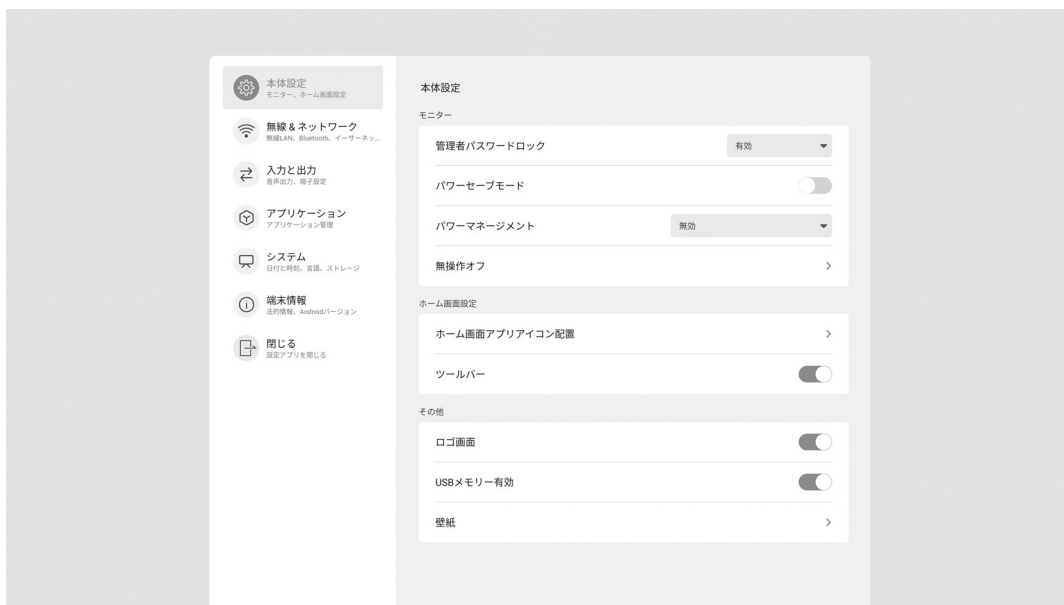 本体設定
モニター、ホーム画面設定
無線 & ネットワーク
無線LAN、Bluetooth、イーサーネッ...
入力と出力
音声出力、端子設定
アプリケーション
アプリケーション管理
システム
日付と時刻、言語、ストレージ
端末情報
法的情報、Androidバージョン
閉じる
設定アプリを閉じる
本体設定
モニター
管理者パスワードロック
有効
パワーセーブモード
パワーマネージメント
無効
無操作オフ
ホーム画面設定
ホーム画面アプリアイコン配置
ツールバー
その他
ロゴ画面
USBメモリー有効
壁紙